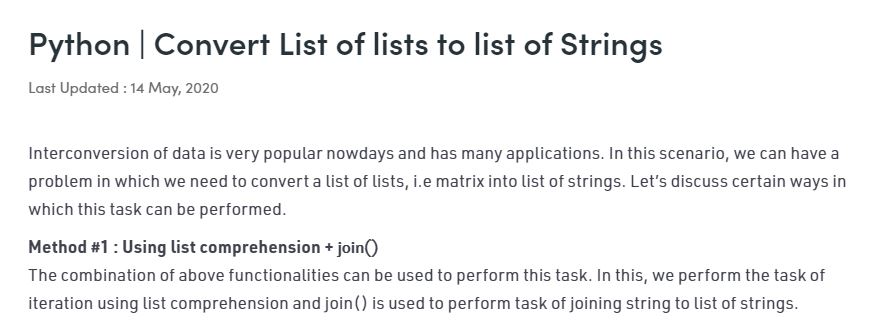 Python | Convert List of lists to list of Strings
Last Updated : 14 May, 2020
Interconversion of data is very popular nowdays and has many applications. In this scenario, we can have a
problem in which we need to convert a list of lists, i.e matrix into list of strings. Let’s discuss certain ways in
which this task can be performed.
Method #1 : Using list comprehension + join()
The combination of above functionalities can be used to perform this task. In this, we perform the task of
iteration using list comprehension and join() is used to perform task of joining string to list of strings.